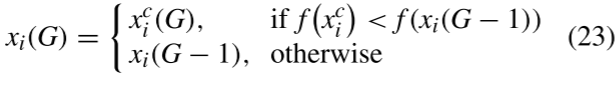 x_i(G) = { x_i^c(G), if f(x_i^c) < f(x_i(G − 1))
x_i(G − 1), otherwise (23)